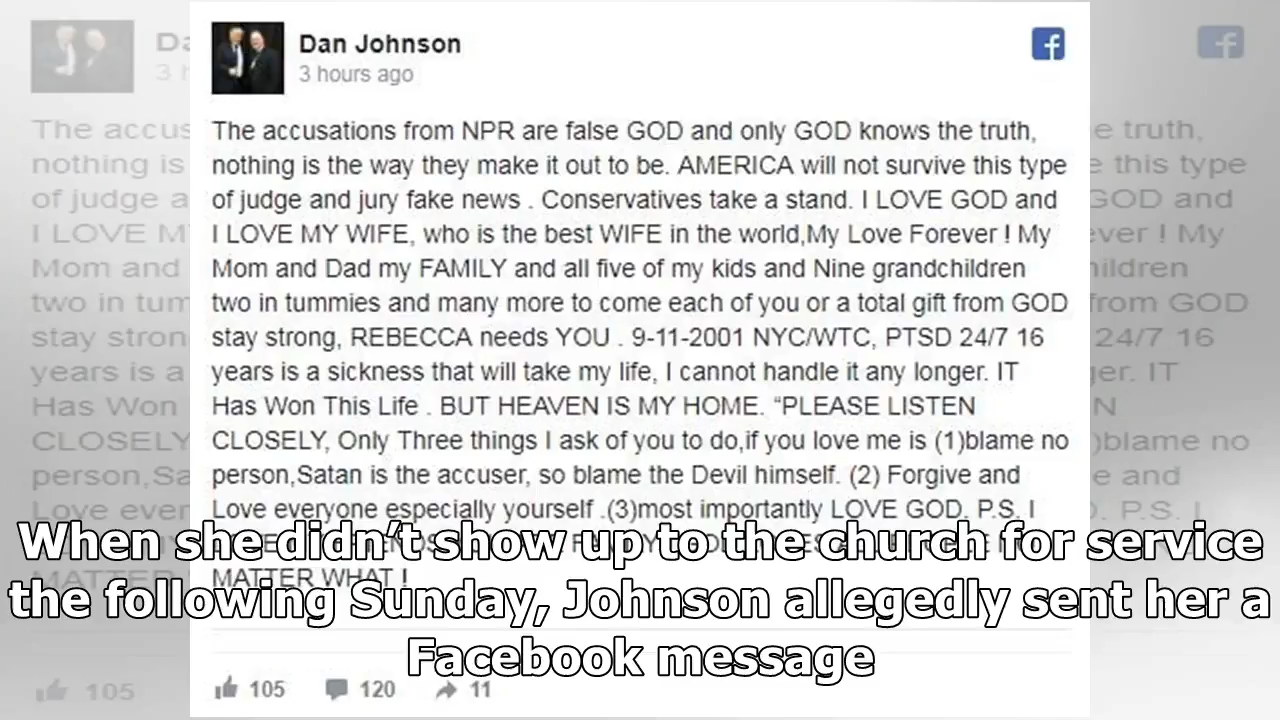 Dan Johnson
3 hours ago
The accusations from NPR are false GOD and only GOD knows the truth,
nothing is the way they make it out to be. AMERICA will not survive this type
of judge and jury fake news . Conservatives take a stand. I LOVE GOD and
I LOVE MY WIFE, who is the best WIFE in the world,My Love Forever ! My
Mom and Dad my FAMILY and all five of my kids and Nine grandchildren
two in tummies and many more to come each of you or a total gift from GOD
stay strong, REBECCA needs YOU . 9-11-2001 NYC/WTC, PTSD 24/7 16
years is a sickness that will take my life, I cannot handle it any longer. IT
Has Won This Life . BUT HEAVEN IS MY HOME. “PLEASE LISTEN
CLOSELY, Only Three things I ask of you to do,if you love me is (1)blame no
person,Satan is the accuser, so blame the Devil himself. (2) Forgive and
Love everyone especially yourself .(3)most importantly LOVE GOD. P.S. I
MATTER WHAT !
When she didn’t show up to the church for service
the following Sunday, Johnson allegedly sent her a
Facebook message
105 120 11